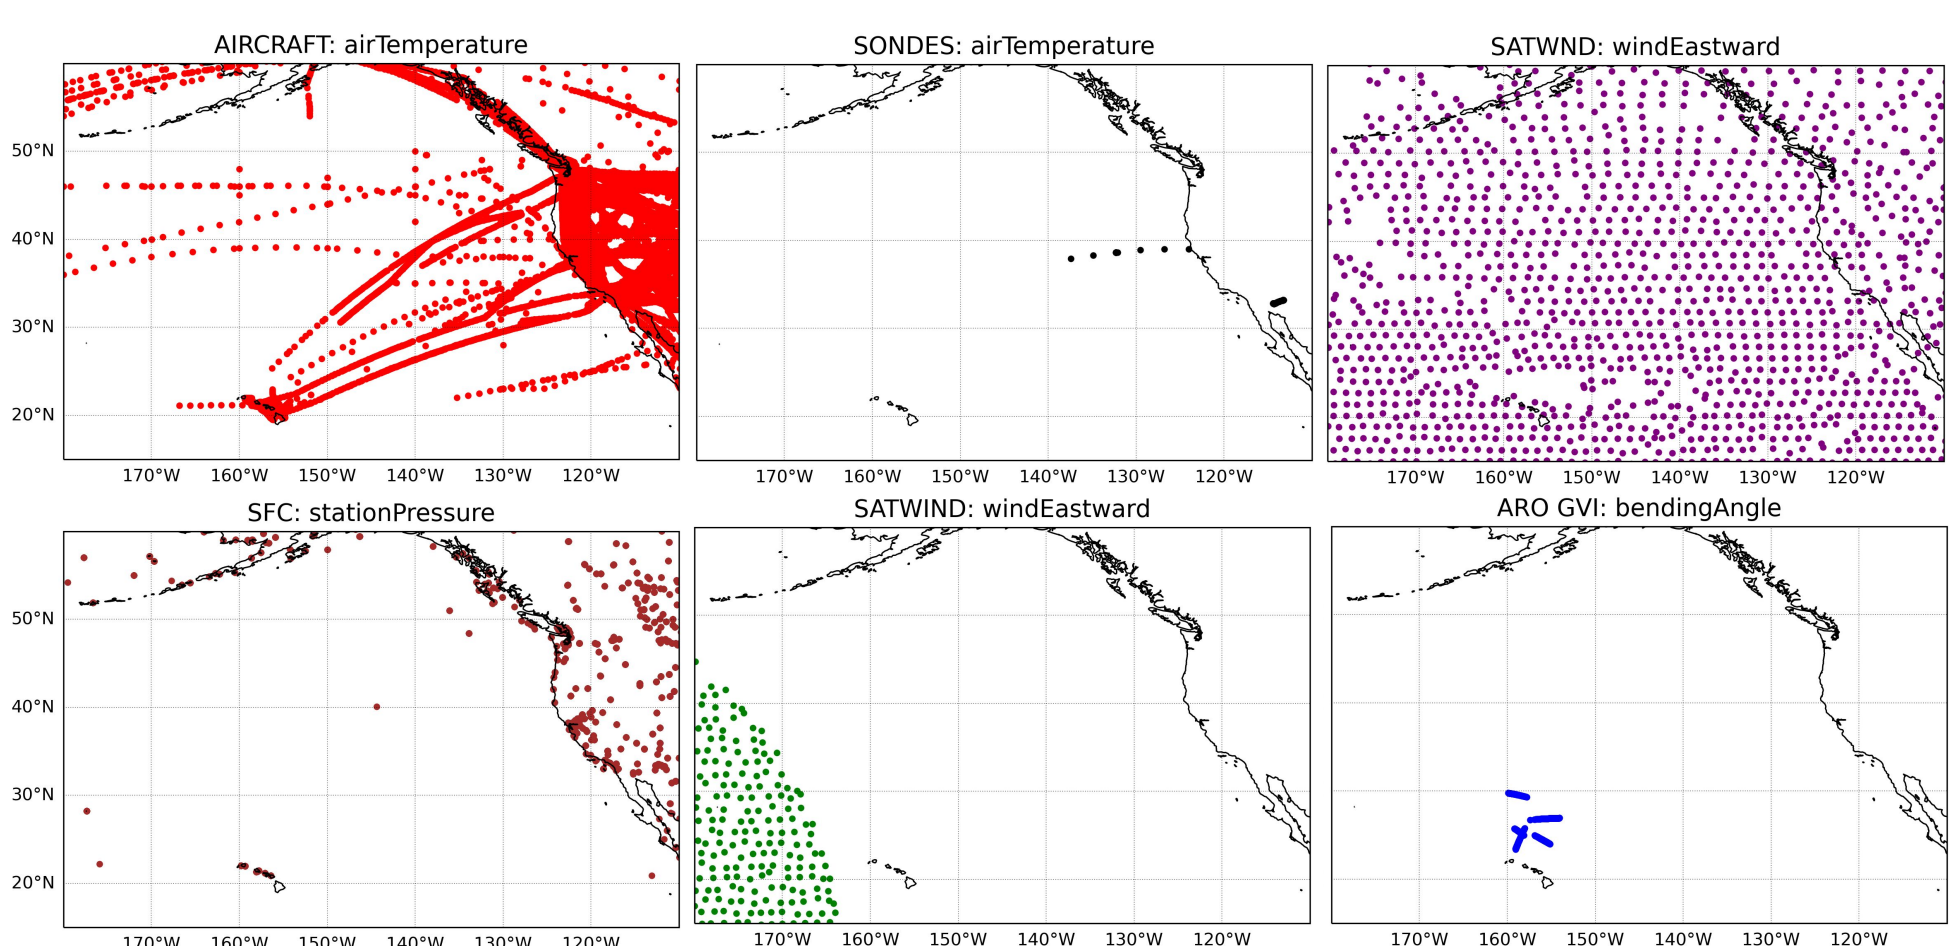 AIRCRAFT: airTemperature
SONDES: airTemperature
SATWND: windEastward
50°N
40°N
30°N
20°N
170°W 160°W 150°W 140°W 130°W 120°W
170°W 160°W 150°W 140°W 130°W 120°W
170°W 160°W 150°W 140°W 130°W 120°W
SFC: stationPressure
SATWIND: windEastward
ARO GVI: bendingAngle
50°N
40°N
30°N
20°N
170°W 160°W 150°W 140°W 130°W 120°W
170°W 160°W 150°W 140°W 130°W 120°W
170°W 160°W 150°W 140°W 130°W 120°W